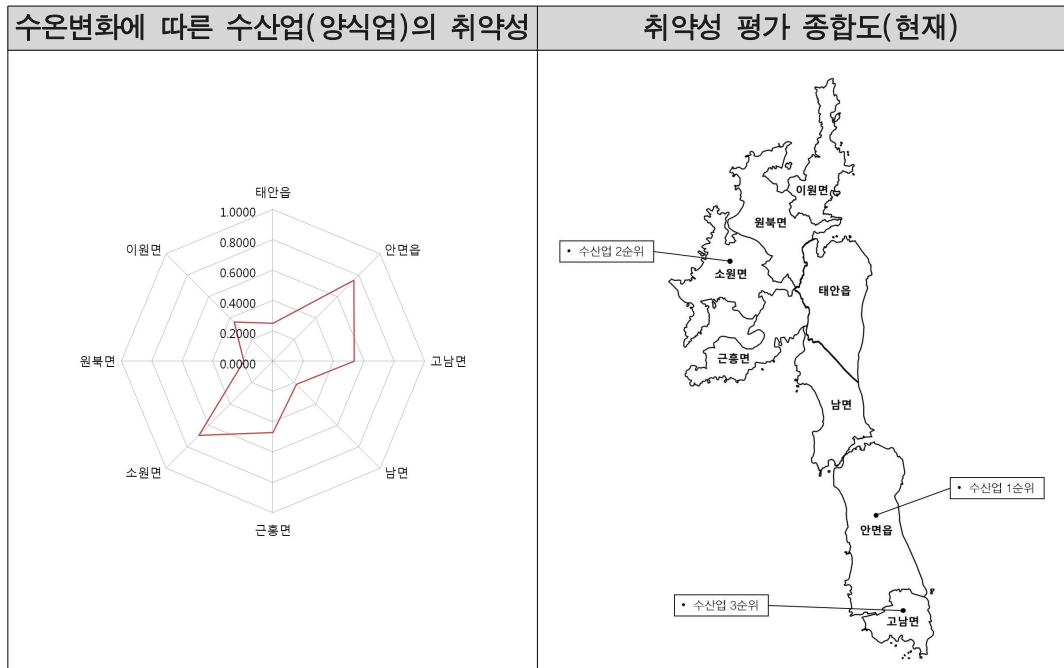 수온변화에 따른 수산업(양식업)의 취약성
취약성 평가 종합도(현재)
태안읍
1.0000
이원면
0.8000
안면읍
0.6000
0.4000
0.2000
원북면
0.0000
고남면
소원면
남면
근흥면
이원면
원북면
• 수산업 2순위
소원면
태안읍
근흥면
남면
• 수산업 1순위
안면읍
• 수산업 3순위
고남면